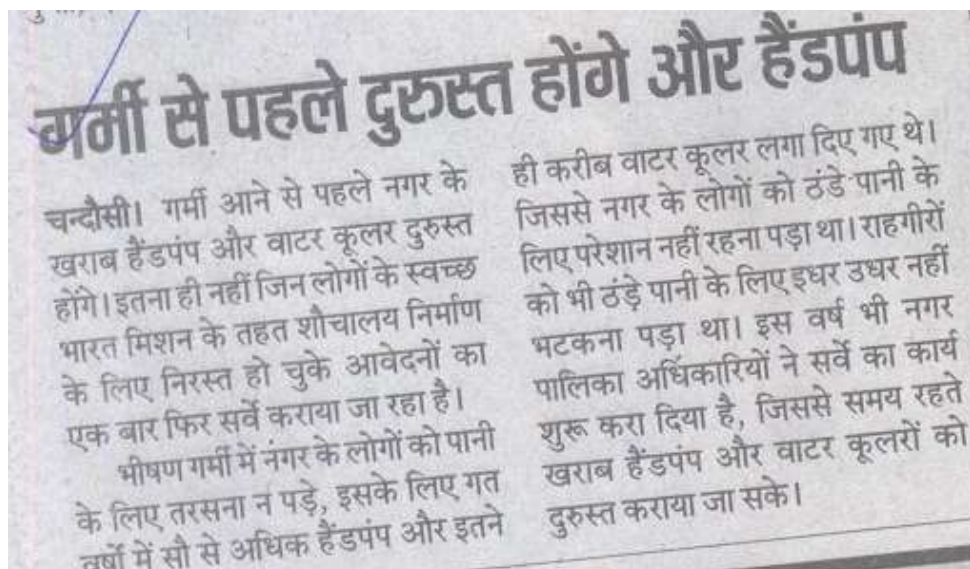 गर्मी से पहले दुरुस्त होंगे और हैंडपंप
चन्दौसी। गर्मी आने से पहले नगर के
खराब हैंडपंप और वाटर कूलर दुरुस्त
होंगे। इतना ही नहीं जिन लोगों के स्वच्छ
भारत मिशन के तहत शौचालय निर्माण
के लिए निरस्त हो चुके आवेदनों का
एक बार फिर सर्वे कराया जा रहा है।
भीषण गर्मी में नगर के लोगों को पानी
के लिए तरसना न पड़े, इसके लिए गत
वर्षों में सौ से अधिक हैंडपंप और इतने
ही करीब वाटर कूलर लगा दिए गए थे।
जिससे नगर के लोगों को ठंडे पानी के
लिए परेशान नहीं रहना पड़ा था। राहगीरों
को भी ठंड़े पानी के लिए इधर उधर नहीं
भटकना पड़ा था। इस वर्ष भी नगर
पालिका अधिकारियों ने सर्वे का कार्य
शुरू करा दिया है, जिससे समय रहते
खराब हैंडपंप और वाटर कूलरों को
दुरुस्त कराया जा सके।